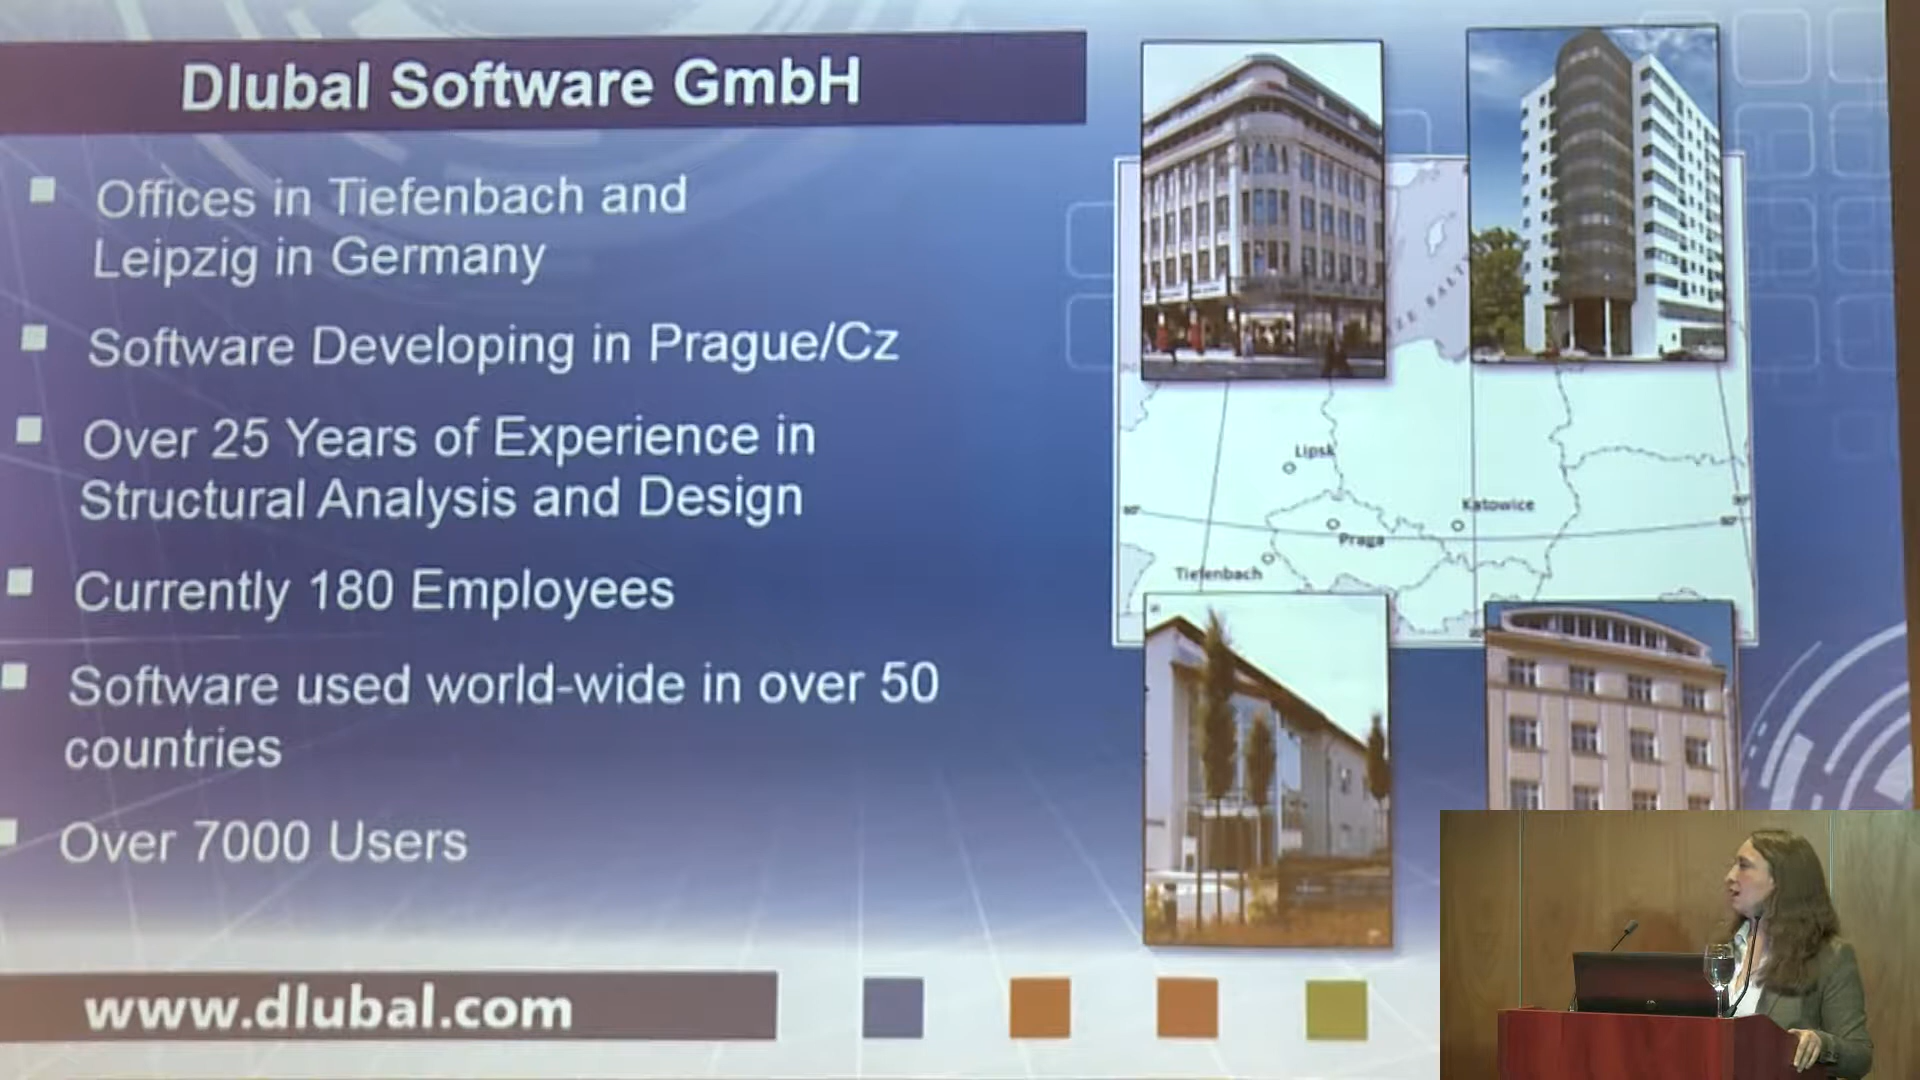 Dlubal Software GmbH
Offices in Tiefenbach and
Leipzig in Germany
Software Developing in Prague/Cz
Over 25 Years of Experience in
Structural Analysis and Design
Currently 180 Employees
Software used world-wide in over 50
countries
Over 7000 Users
www.dlubal.com
Lipsk
Katowice
Praga
Tiefenbach
50°
50°